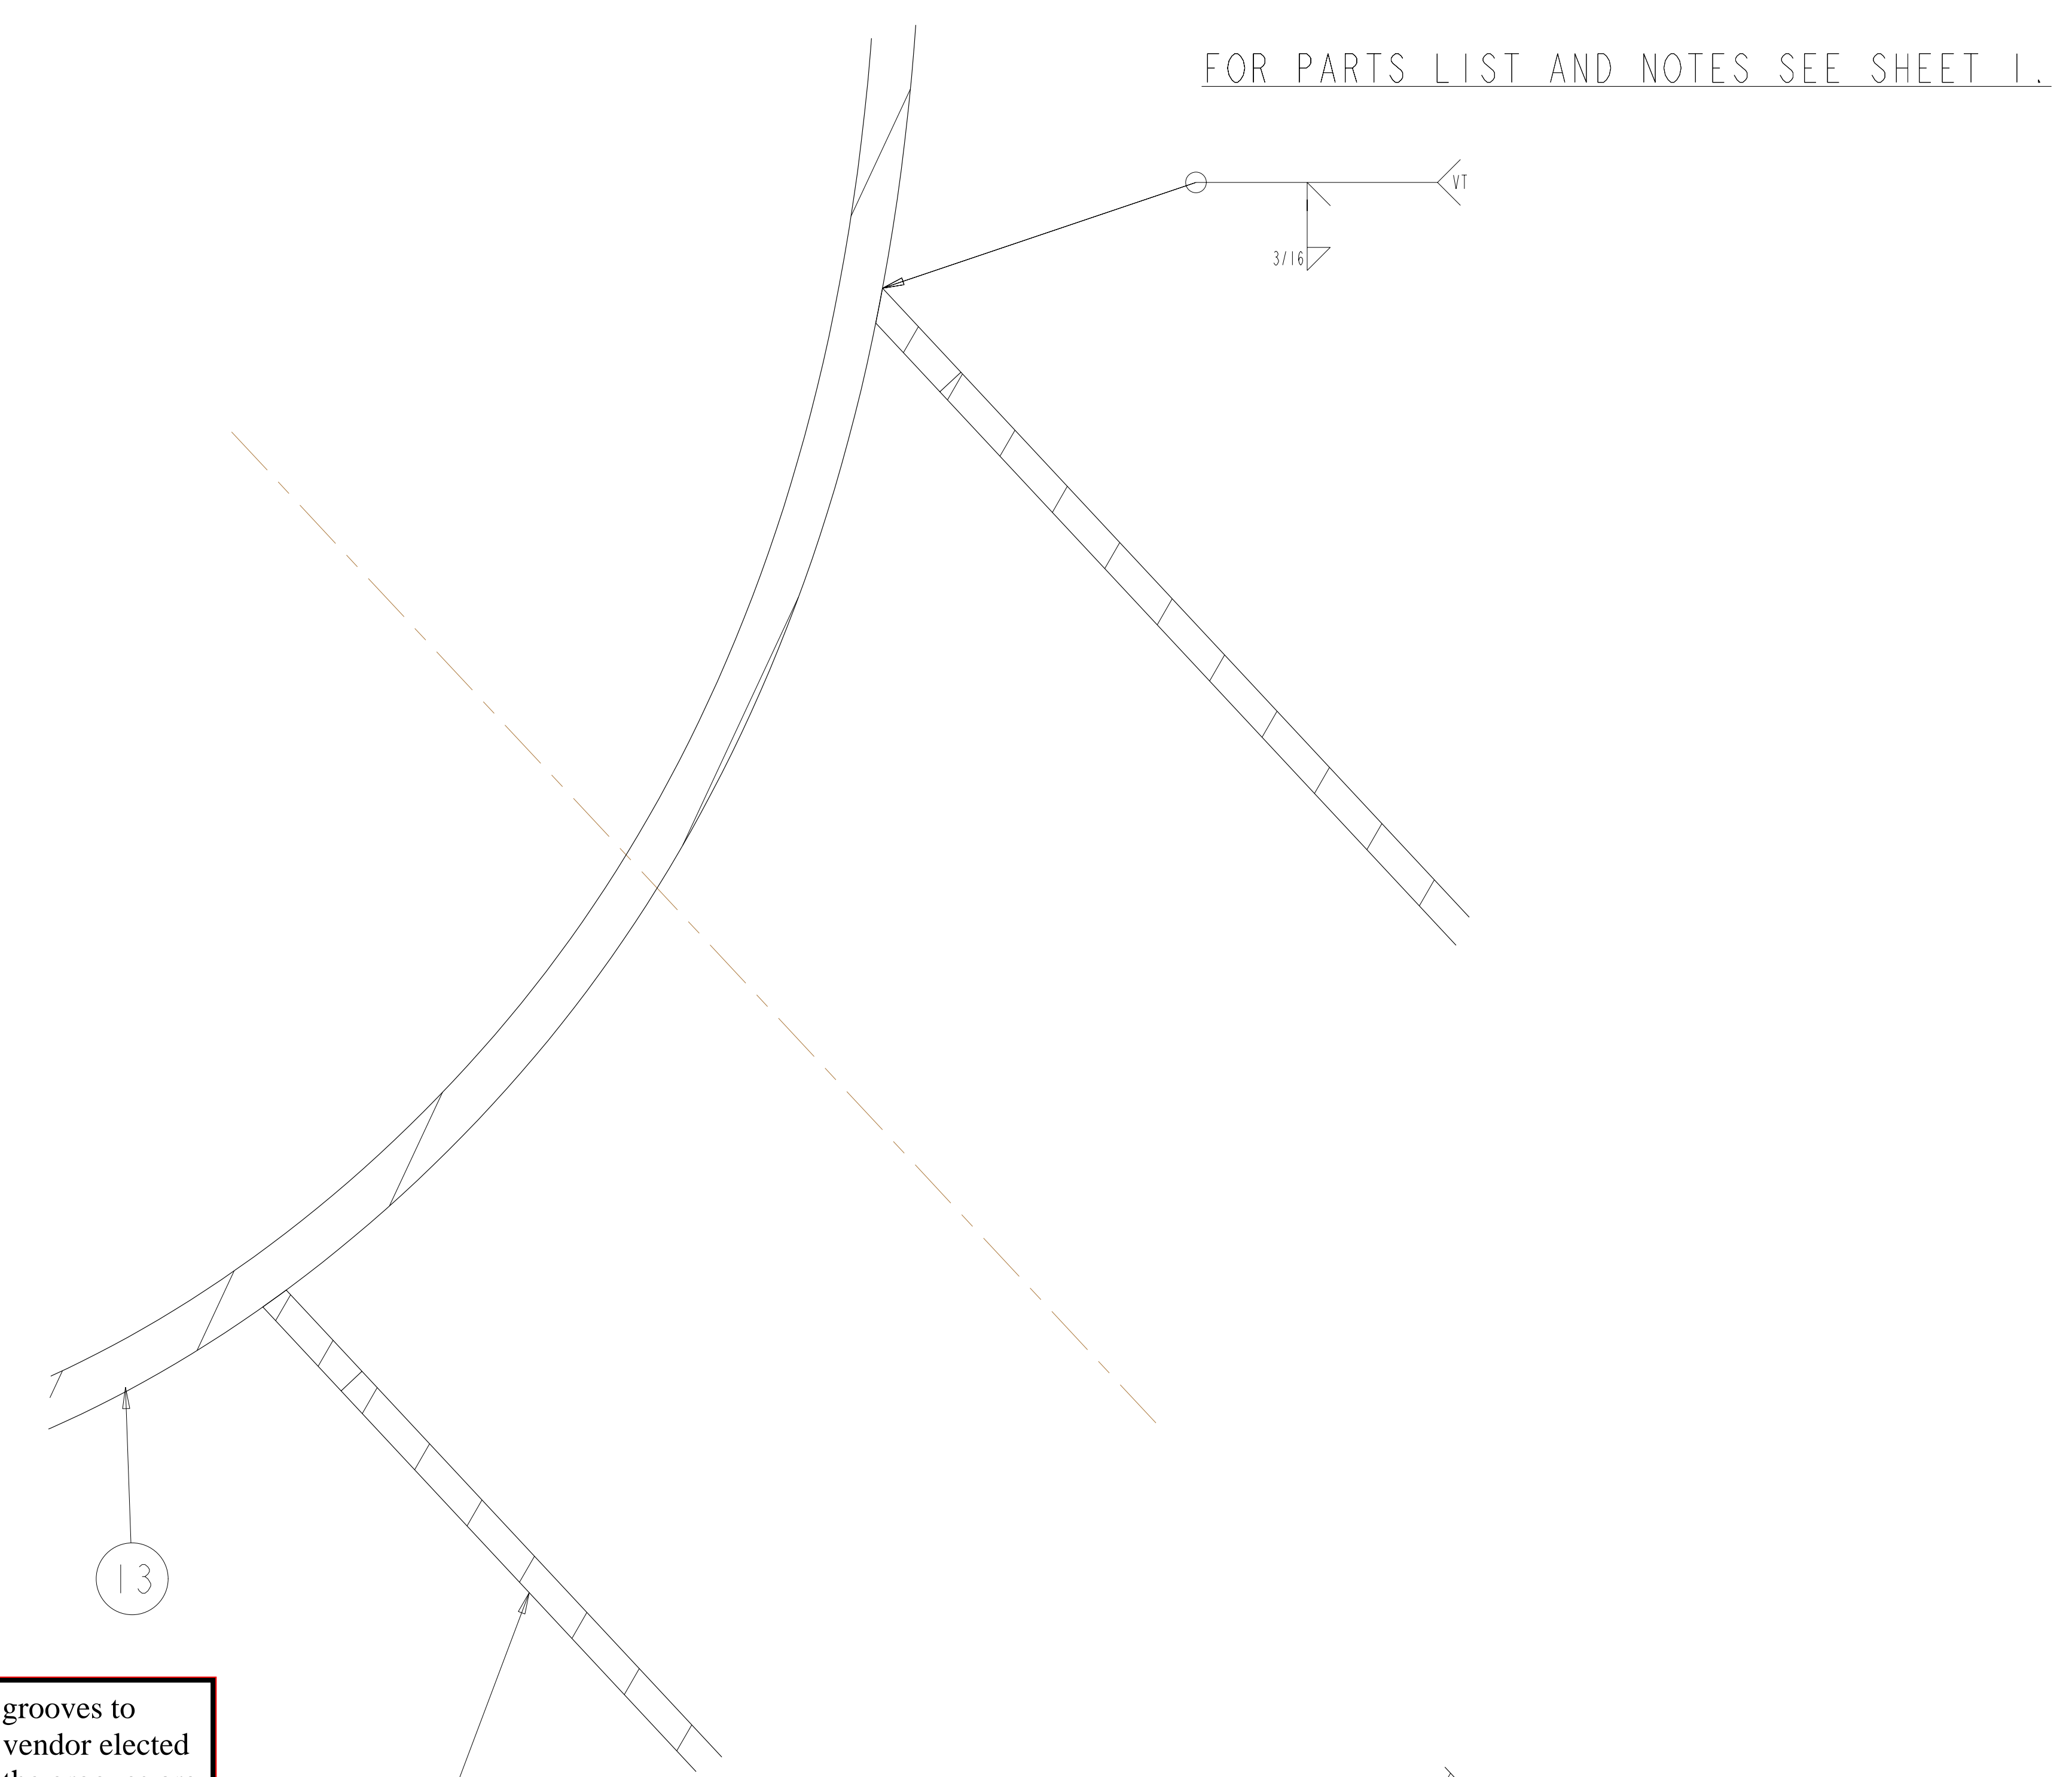 FOR PARTS LIST AND NOTES SEE SHEET 1.
VT
3/16
13
grooves to
vendor elected